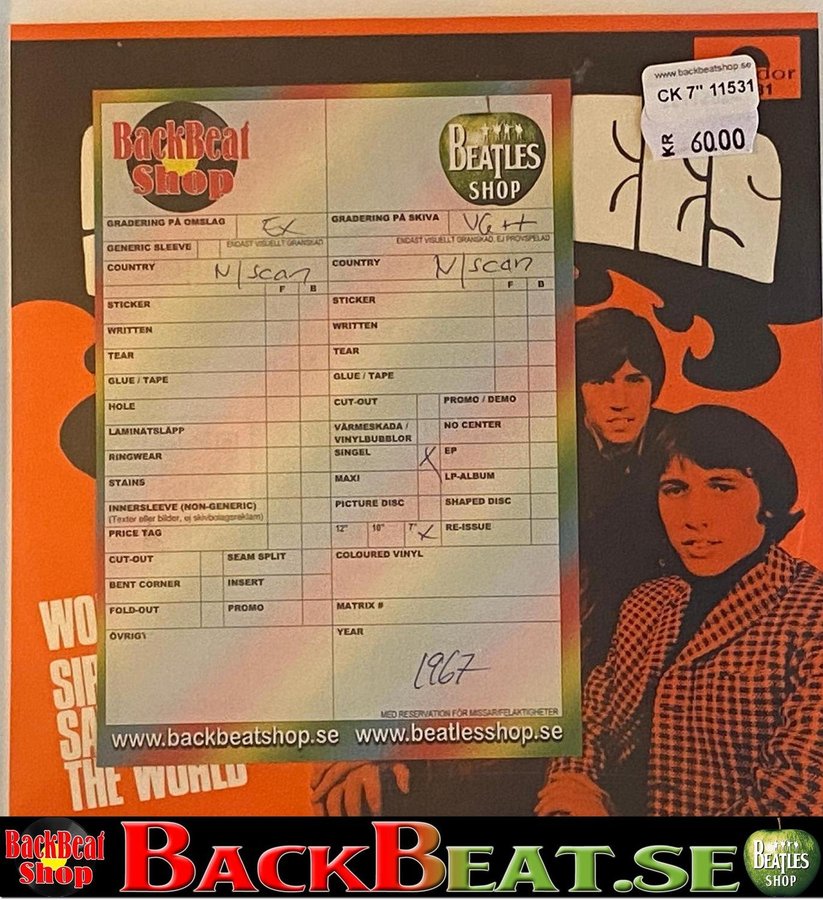 www.backbeatshop.se
CK 7" 11531
KR 60.00
dor
BackBeat
Shop
BEATLES
SHOP
GRADERING PÅ OMSLAG EX
GRADERING PÅ SKIVA VG++
GENERIC SLEEVE ENDAST VISUELLT GRANSKAD
ENDAST VISUELLT GRANSKAD, EJ PROVSPELAD
COUNTRY N/scan
COUNTRY N/scan
F B
F B
STICKER
WRITTEN
TEAR
GLUE / TAPE
HOLE
LAMINATSLÄPP
RINGWEAR
STAINS
INNERSLEEVE (NON-GENERIC)
(Texter eller bilder, ej skivbolagsreklam)
PRICE TAG
CUT-OUT SEAM SPLIT
BENT CORNER INSERT
FOLD-OUT PROMO
ÖVRIGT
STICKER
WRITTEN
TEAR
GLUE / TAPE
CUT-OUT PROMO / DEMO
VÄRMESKADA / VINYLBUBBLOR NO CENTER
SINGEL X EP
MAXI LP-ALBUM
PICTURE DISC SHAPED DISC
12" 10" 7" X RE-ISSUE
COLOURED VINYL
MATRIX #
YEAR
1967
MED RESERVATION FÖR MISSAR/FELAKTIGHETER
www.backbeatshop.se www.beatlesshop.se
WO
SIR
SA
THE WORLD
BackBeat
Shop
BACKBEAT.SE
BEATLES
SHOP